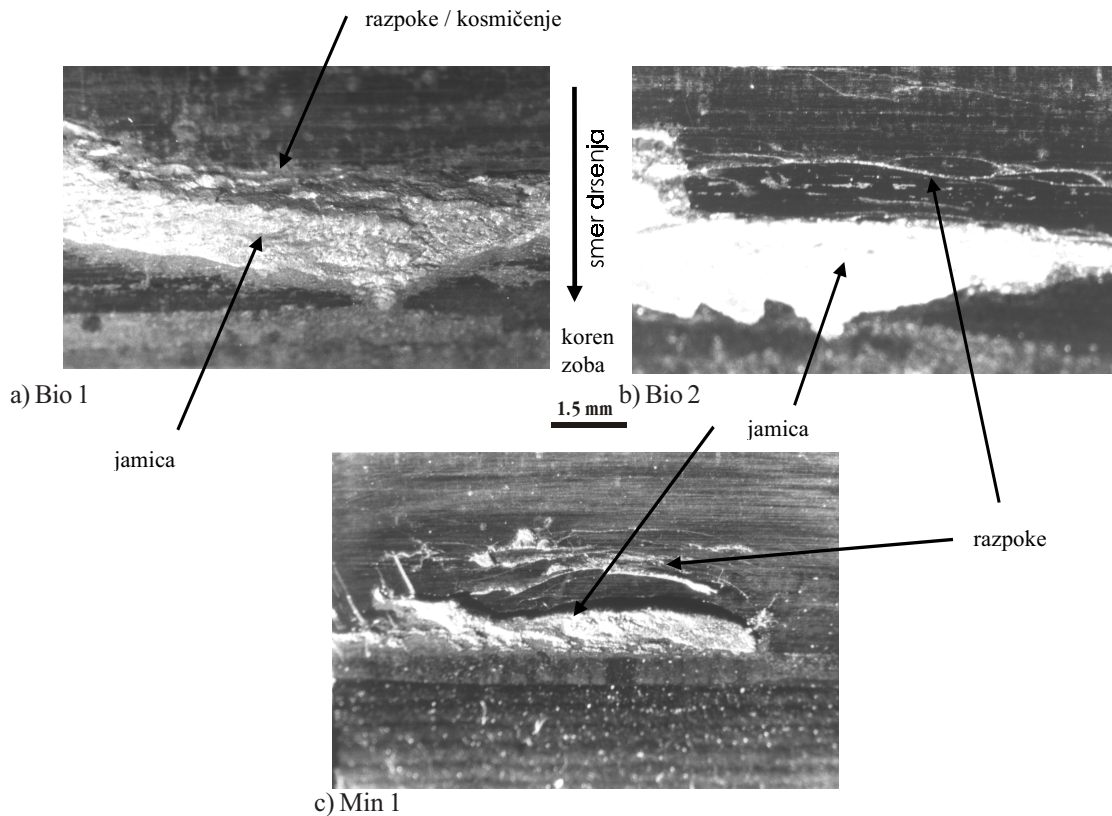 razpoke / kosmičenje
smer drsenja
koren
zoba
a) Bio 1
b) Bio 2
1.5 mm
jamica
jamica
razpoke
c) Min 1